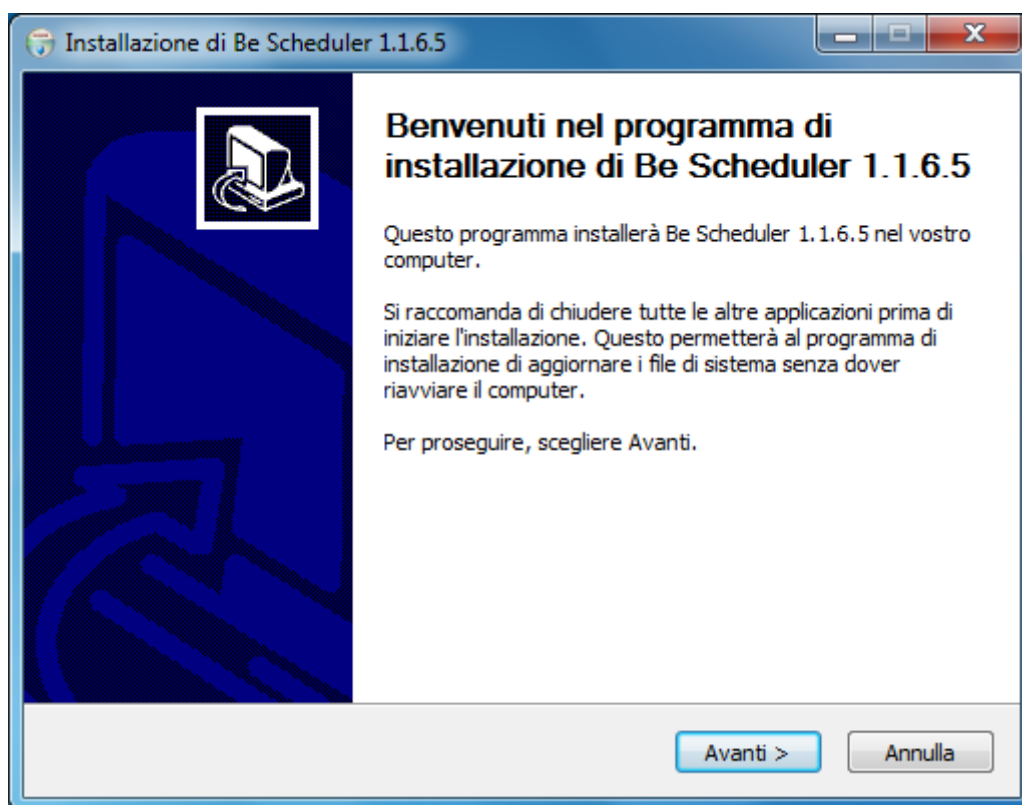 Installazione di Be Scheduler 1.1.6.5
Benvenuti nel programma di
installazione di Be Scheduler 1.1.6.5
Questo programma installerà Be Scheduler 1.1.6.5 nel vostro
computer.
Si raccomanda di chiudere tutte le altre applicazioni prima di
iniziare l'installazione. Questo permetterà al programma di
installazione di aggiornare i file di sistema senza dover
riavviare il computer.
Per proseguire, scegliere Avanti.
Avanti >
Annulla